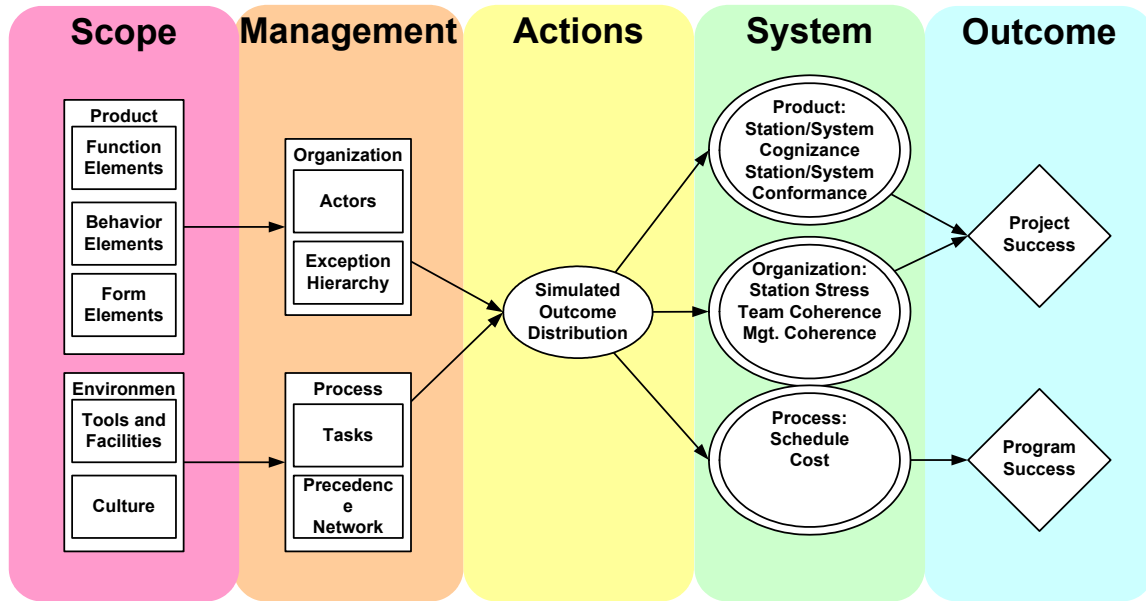 Scope
Product
Function
Elements
Behavior
Elements
Form
Elements
Environmen
Tools and
Facilities
Culture
Management
Organization
Actors
Exception
Hierarchy
Process
Tasks
Precedenc
e
Network
Actions
Simulated
Outcome
Distribution
System
Product:
Station/System
Cognizance
Station/System
Conformance
Organization:
Station Stress
Team Coherence
Mgt. Coherence
Process:
Schedule
Cost
Outcome
Project
Success
Program
Success